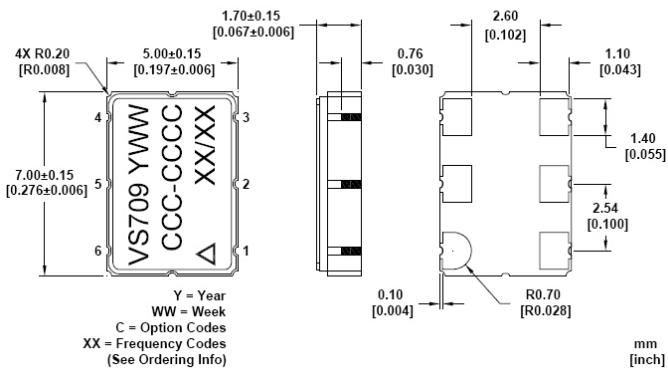 1.70±0.15
[0.067±0.006]
2.60
[0.102]
4X R0.20
[R0.008]
5.00±0.15
[0.197±0.006]
0.76
[0.030]
1.10
[0.043]
4
3
VS709 YWW
CCC-CCCC
XX/XX
1.40
[0.055]
7.00±0.15
[0.276±0.006]
5
2
2.54
[0.100]
6
1
Y = Year
WW = Week
C = Option Codes
XX = Frequency Codes
(See Ordering Info)
0.10
[0.004]
R0.70
[R0.028]
mm
[inch]